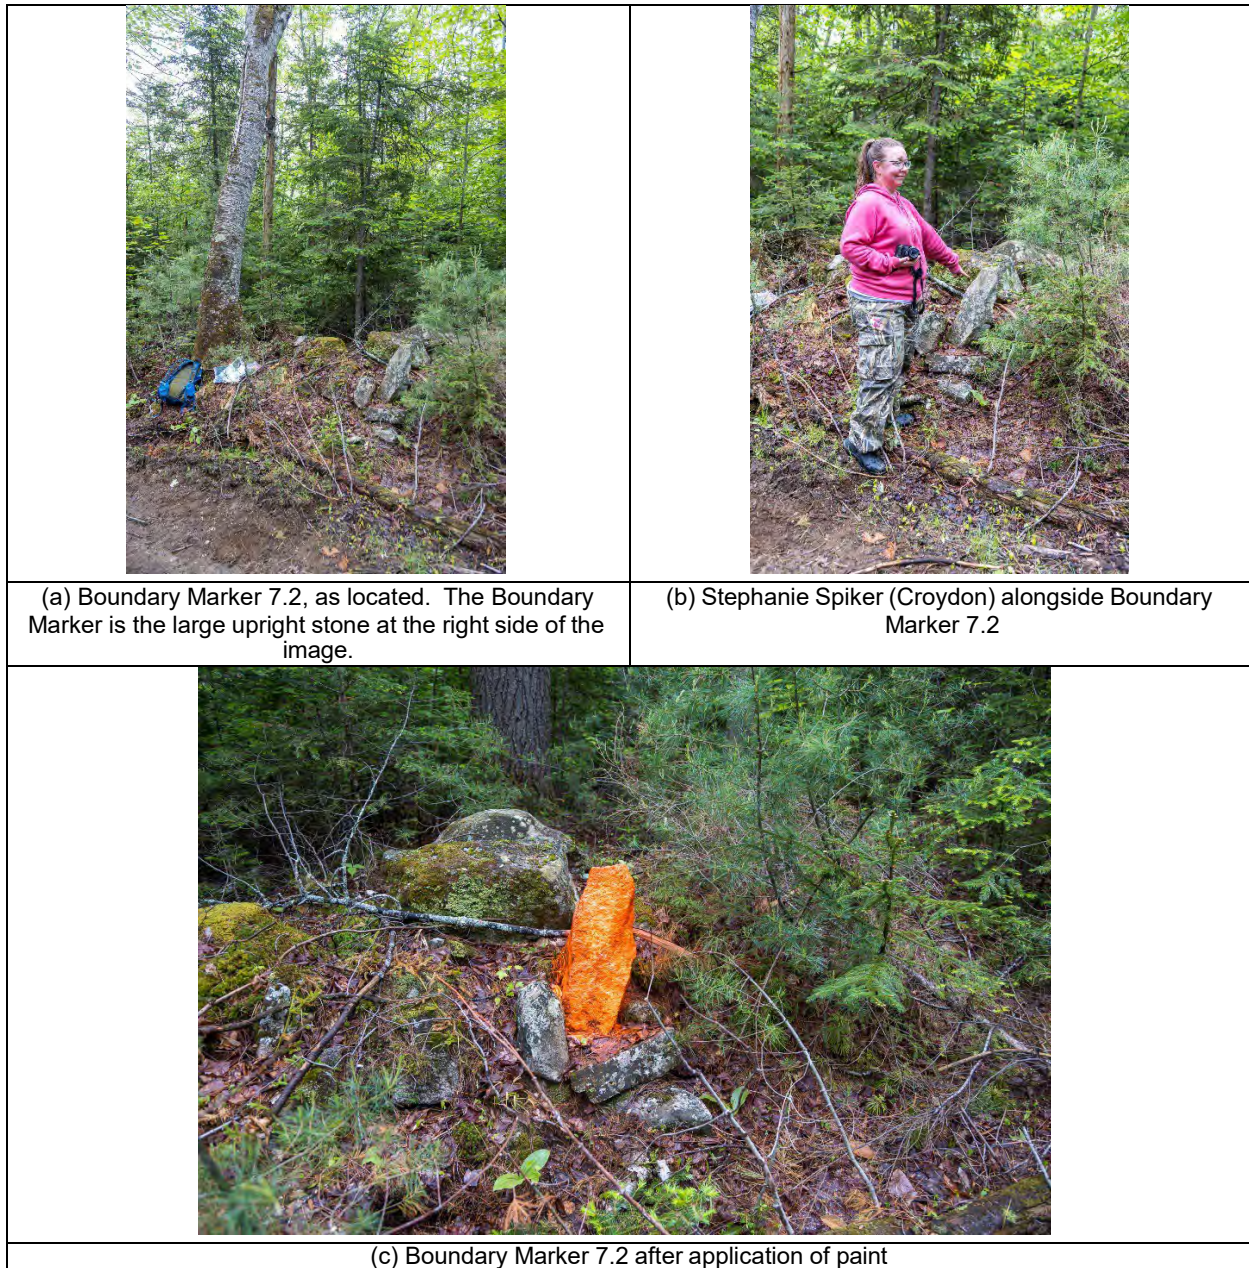 (a) Boundary Marker 7.2, as located.  The Boundary
Marker is the large upright stone at the right side of the
image.
(b) Stephanie Spiker (Croydon) alongside Boundary
Marker 7.2
(c) Boundary Marker 7.2 after application of paint